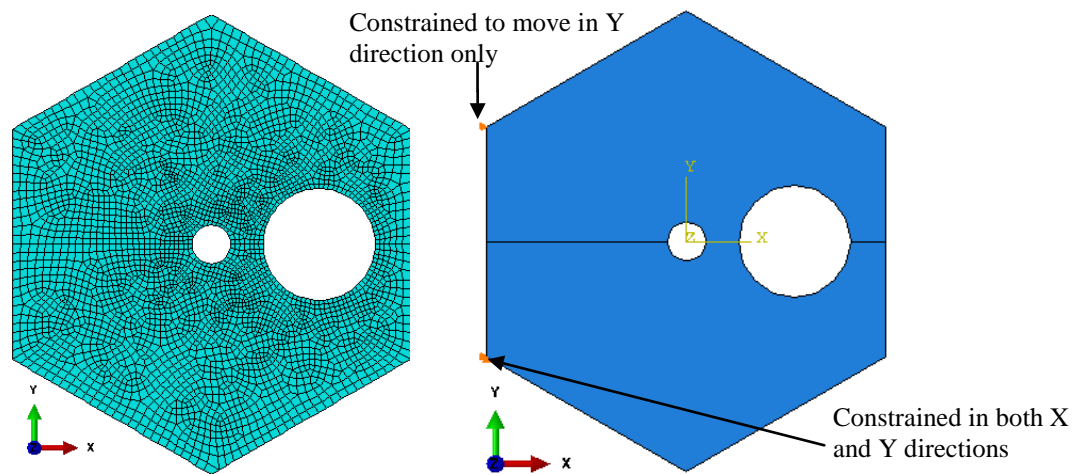 Constrained to move in Y
direction only
Y
Z
X
Y
Z
X
Y
Z
X
Constrained in both X
and Y directions